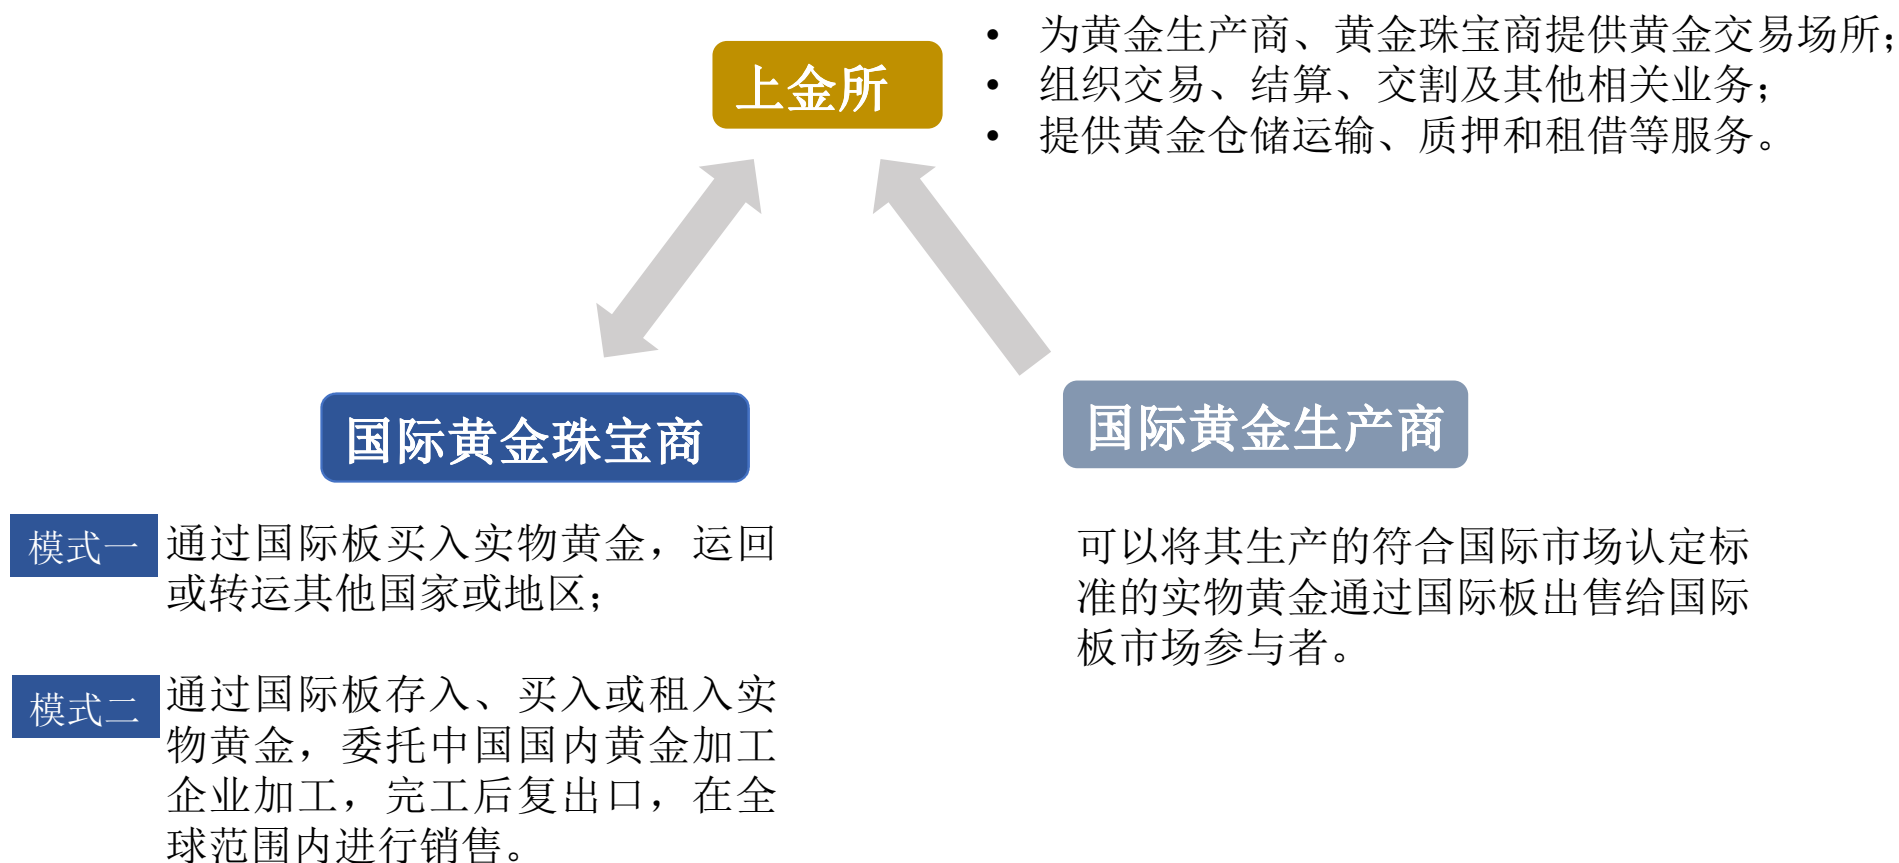 上金所
• 为黄金生产商、黄金珠宝商提供黄金交易场所；
• 组织交易、结算、交割及其他相关业务；
• 提供黄金仓储运输、质押和租借等服务。
国际黄金珠宝商
国际黄金生产商
模式一
通过国际板买入实物黄金，运回
或转运其他国家或地区；
模式二
通过国际板存入、买入或租入实
物黄金，委托中国国内黄金加工
企业加工，完工后复出口，在全
球范围内进行销售。
可以将其生产的符合国际市场认定标
准的实物黄金通过国际板出售给国际
板市场参与者。